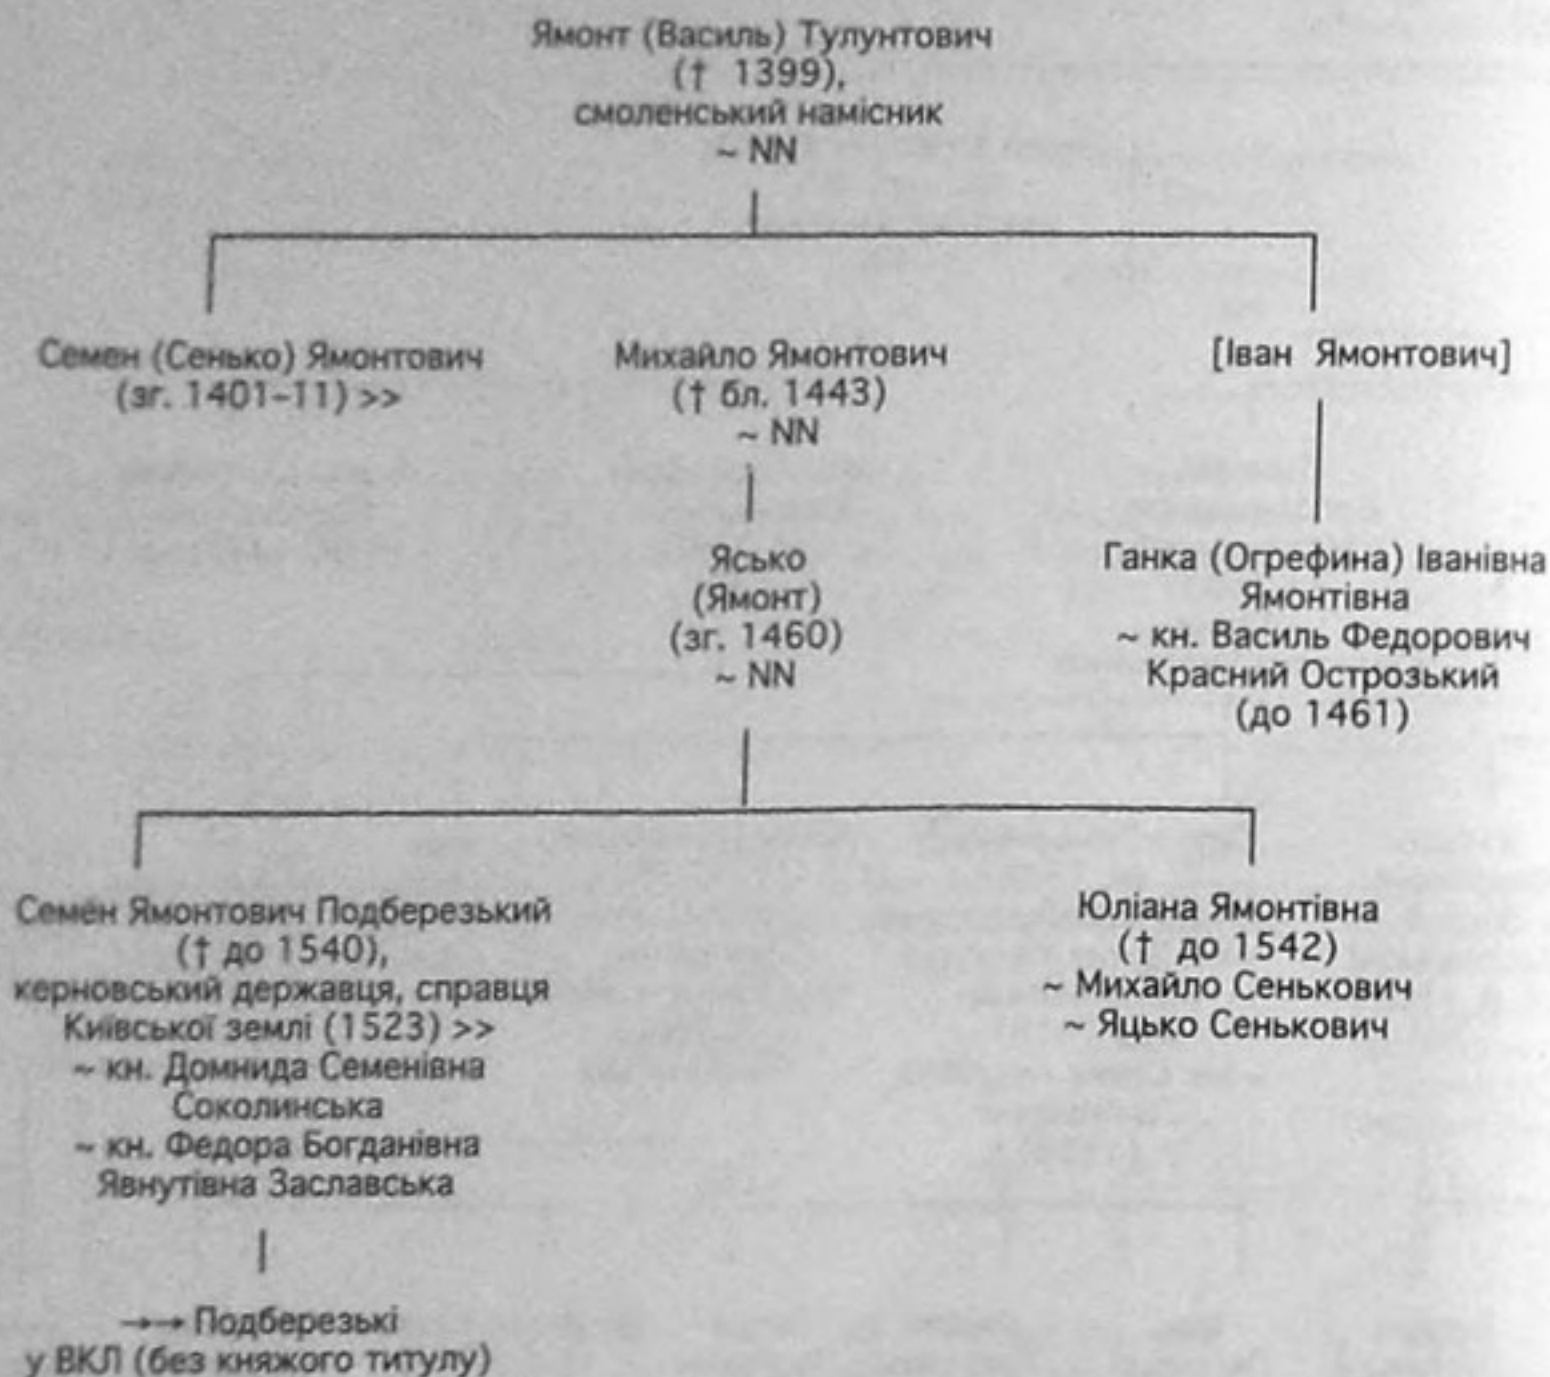 Ямонт (Василь) Тулунтович
(† 1399),
смоленський намісник
~ NN
Семен (Сенько) Ямонтович
(зг. 1401–11) >>
Михайло Ямонтович
(† бл. 1443)
~ NN
[Іван Ямонтович]
Ясько
(Ямонт)
(зг. 1460)
~ NN
Ганка (Огрефина) Іванівна
Ямонтівна
~ кн. Василь Федорович
Красний Острозький
(до 1461)
Семен Ямонтович Подберезький
(† до 1540),
керновський державця, справця
Київської землі (1523) >>
~ кн. Домнида Семенівна
Соколинська
~ кн. Федора Богданівна
Явнутівна Заславська
Юліана Ямонтівна
(† до 1542)
~ Михайло Сенькович
~ Яцько Сенькович
→→ Подберезькі
у ВКЛ (без княжого титулу)